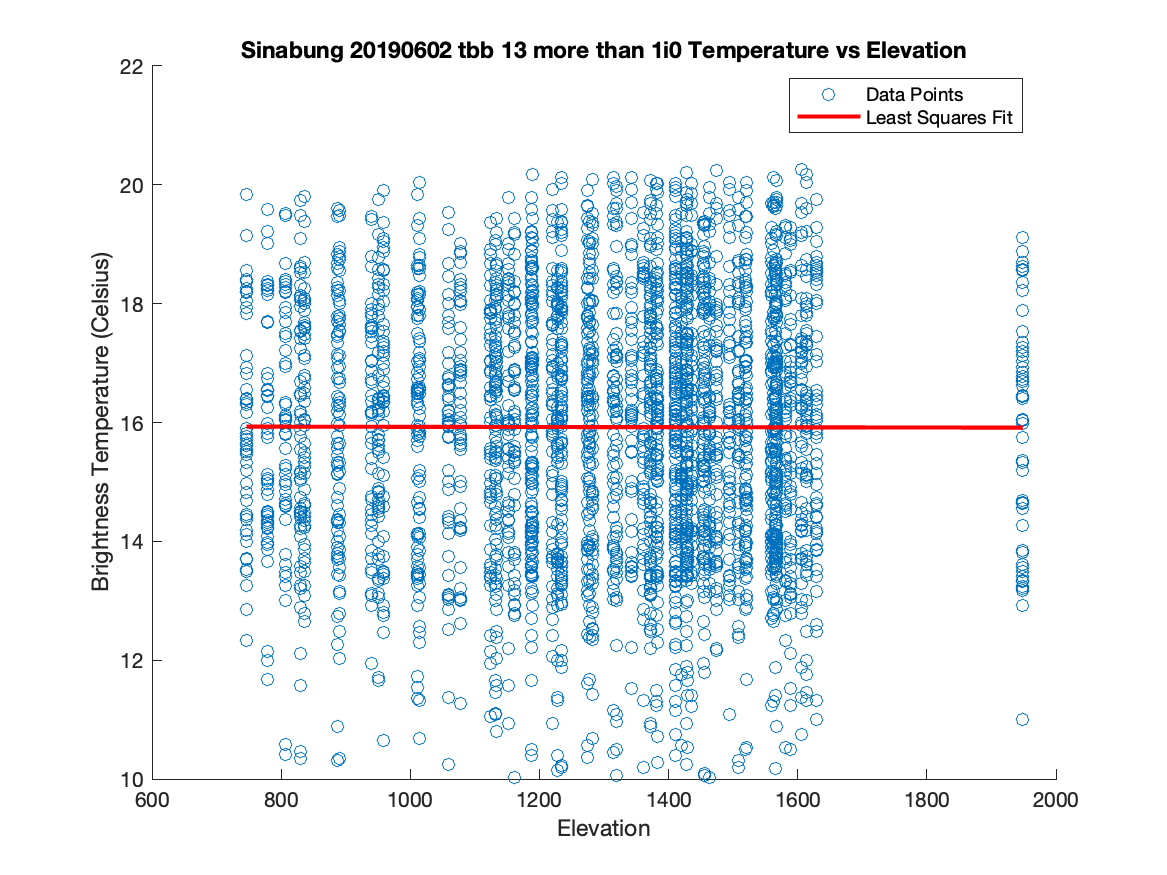 Sinabung 20190602 tbb 13 more than 1i0 Temperature vs Elevation
22
20
18
16
14
12
10
Brightness Temperature (Celsius)
Data Points
Least Squares Fit
600 800 1000 1200 1400 1600 1800 2000
Elevation